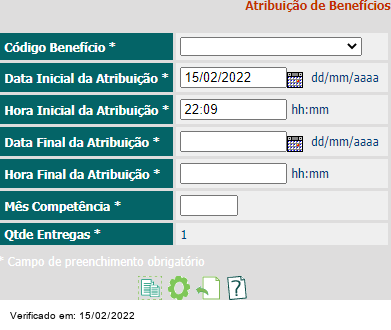 Atribuição de Benefícios
Código Benefício *
Data Inicial da Atribuição * 15/02/2022 dd/mm/aaaa
Hora Inicial da Atribuição * 22:09 hh:mm
Data Final da Atribuição * dd/mm/aaaa
Hora Final da Atribuição * hh:mm
Mês Competência *
Qtde Entregas * 1
* Campo de preenchimento obrigatório
?
Verificado em: 15/02/2022